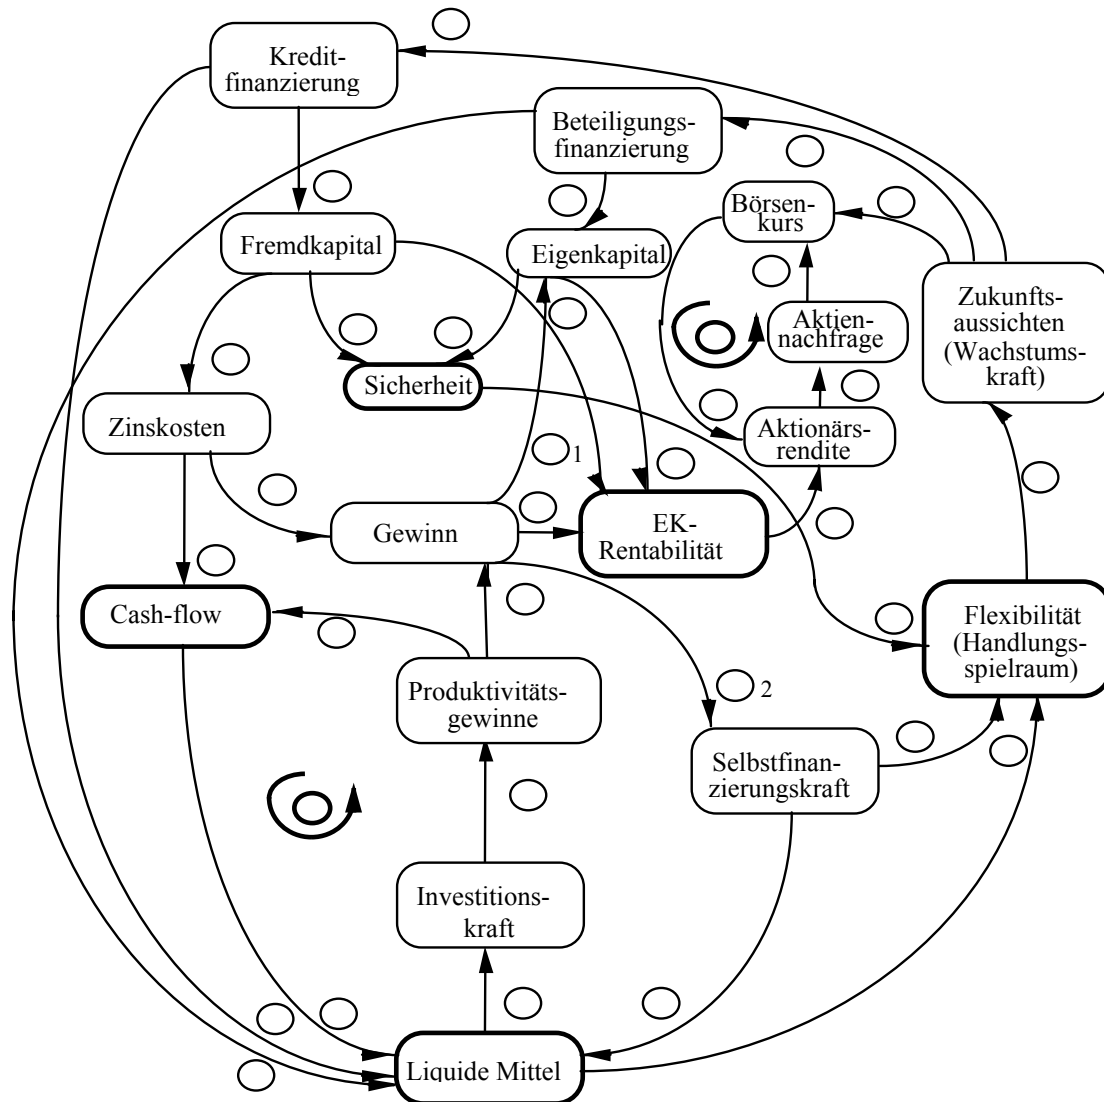 Kredit-
finanzierung
Beteiligungs-
finanzierung
Börsen-
kurs
Fremdkapital
Eigenkapital
Zukunfts-
aussichten
(Wachstums-
kraft)
Aktien-
nachfrage
Sicherheit
Zinskosten
Aktionärs-
rendite
1
Gewinn
EK-
Rentabilität
Cash-flow
Flexibilität
(Handlungs-
spielraum)
Produktivitäts-
gewinne
2
Selbstfinan-
zierungskraft
Investitions-
kraft
Liquide Mittel